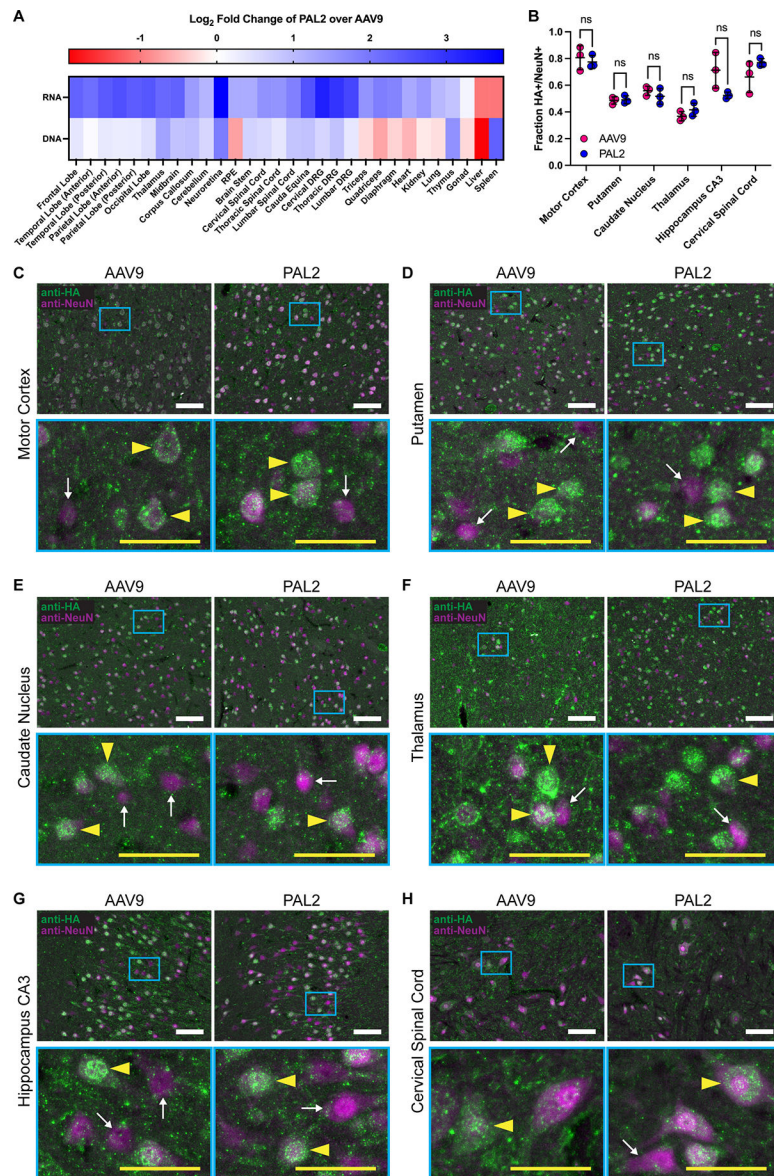 A
Log2 Fold Change of PAL2 over AAV9
-1 0 1 2 3
RNA
DNA
Frontal Lobe
Temporal Lobe (Anterior)
Temporal Lobe (Posterior)
Parietal Lobe (Anterior)
Parietal Lobe (Posterior)
Occipital Lobe
Thalamus
Midbrain
Corpus Callosum
Cerebellum
Neuroretina
RPE
Brain Stem
Cervical Spinal Cord
Thoracic Spinal Cord
Lumbar Spinal Cord
Cauda Equina
Cervical DRG
Thoracic DRG
Lumbar DRG
Triceps
Quadriceps
Diaphragm
Heart
Kidney
Lung
Thymus
Gonad
Liver
Spleen
B
Fraction HA+/NeuN+
1.0
0.8
0.6
0.4
0.2
0.0
ns ns ns ns ns ns
AAV9
PAL2
Motor Cortex
Putamen
Caudate Nucleus
Thalamus
Hippocampus CA3
Cervical Spinal Cord
C
AAV9 PAL2
anti-HA
anti-NeuN
Motor Cortex
D
AAV9 PAL2
anti-HA
anti-NeuN
Putamen
E
AAV9 PAL2
anti-HA
anti-NeuN
Caudate Nucleus
F
AAV9 PAL2
anti-HA
anti-NeuN
Thalamus
G
AAV9 PAL2
anti-HA
anti-NeuN
Hippocampus CA3
H
AAV9 PAL2
anti-HA
anti-NeuN
Cervical Spinal Cord